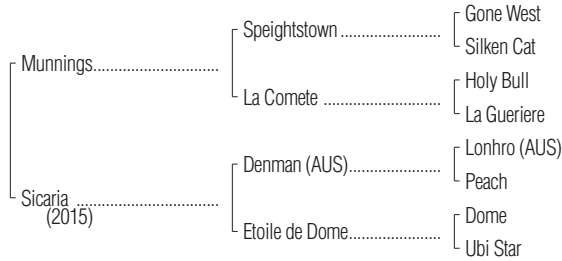 Gone West
Speightstown
Silken Cat
Munnings
Holy Bull
La Comete
La Gueriere
Lonhro (AUS)
Denman (AUS)
Peach
Sicaria
(2015)
Dome
Etoile de Dome
Ubi Star